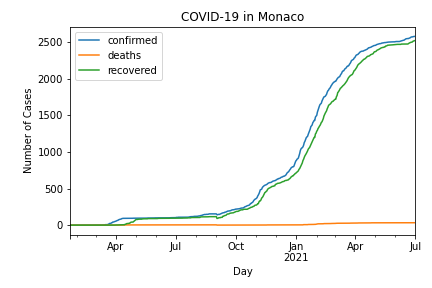 COVID-19 in Monaco
confirmed
deaths
recovered
Number of Cases
2500
2000
1500
1000
500
0
Apr
Jul
Oct
Jan
2021
Apr
Jul
Day